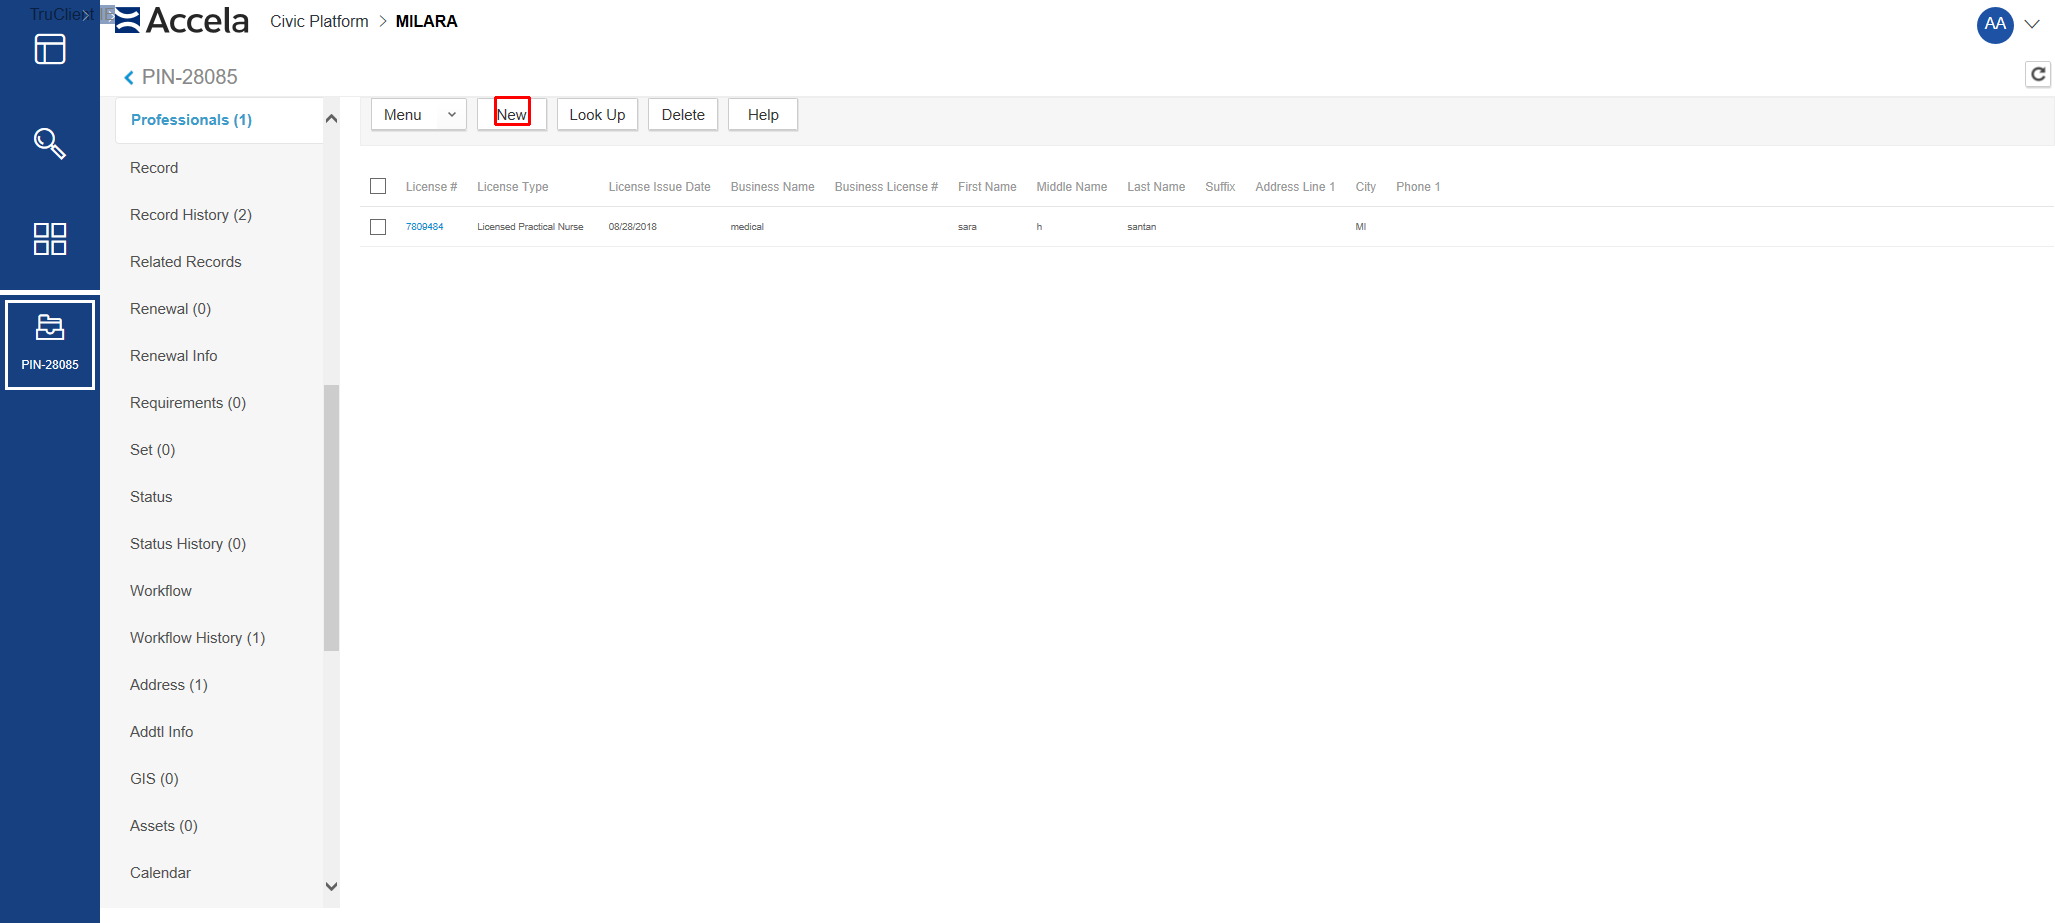 TruClient
Accela
Civic Platform > MILARA
AA
PIN-28085
Menu
New
Look Up
Delete
Help
Professionals (1)
Record
Record History (2)
Related Records
Renewal (0)
Renewal Info
Requirements (0)
Set (0)
Status
Status History (0)
Workflow
Workflow History (1)
Address (1)
Addtl Info
GIS (0)
Assets (0)
Calendar
PIN-28085
License # License Type License Issue Date Business Name Business License # First Name Middle Name Last Name Suffix Address Line 1 City Phone 1
7809484 Licensed Practical Nurse 08/28/2018 medical sara h santan MI